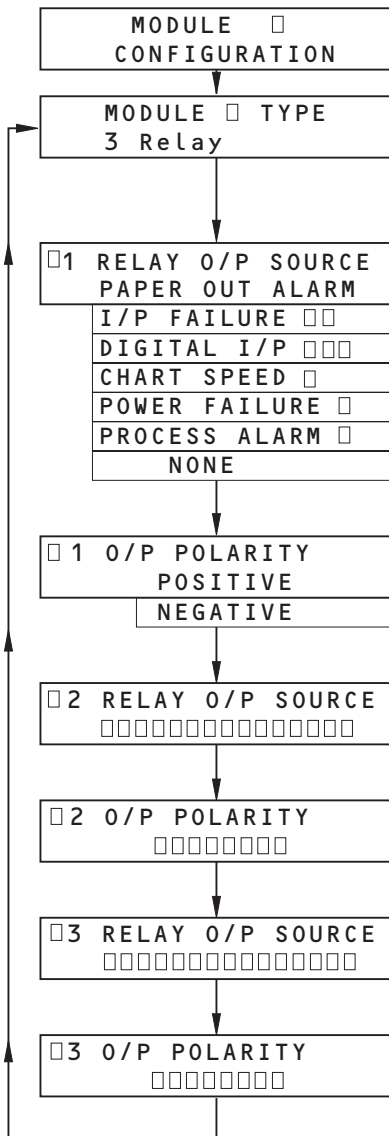 MODULE □
CONFIGURATION
MODULE □ TYPE
3 Relay
□1 RELAY O/P SOURCE
PAPER OUT ALARM
I/P FAILURE □□
DIGITAL I/P □□□
CHART SPEED □
POWER FAILURE □
PROCESS ALARM □
NONE
□1 O/P POLARITY
POSITIVE
NEGATIVE
□2 RELAY O/P SOURCE
□□□□□□□□□□□□□□□
□2 O/P POLARITY
□□□□□□□□
□3 RELAY O/P SOURCE
□□□□□□□□□□□□□□□
□3 O/P POLARITY
□□□□□□□□